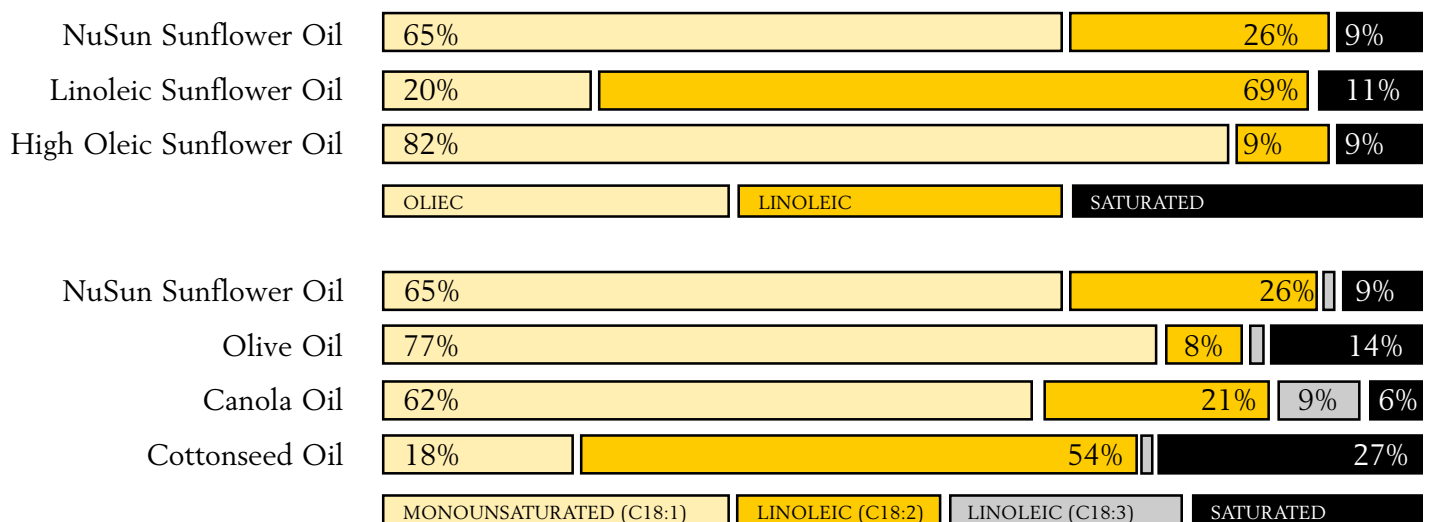 NuSun Sunflower Oil 65% 26% 9%
Linoleic Sunflower Oil 20% 69% 11%
High Oleic Sunflower Oil 82% 9% 9%
OLIEC LINOLEIC SATURATED
NuSun Sunflower Oil 65% 26% 9%
Olive Oil 77% 8% 14%
Canola Oil 62% 21% 9% 6%
Cottonseed Oil 18% 54% 27%
MONOUNSATURATED (C18:1) LINOLEIC (C18:2) LINOLEIC (C18:3) SATURATED